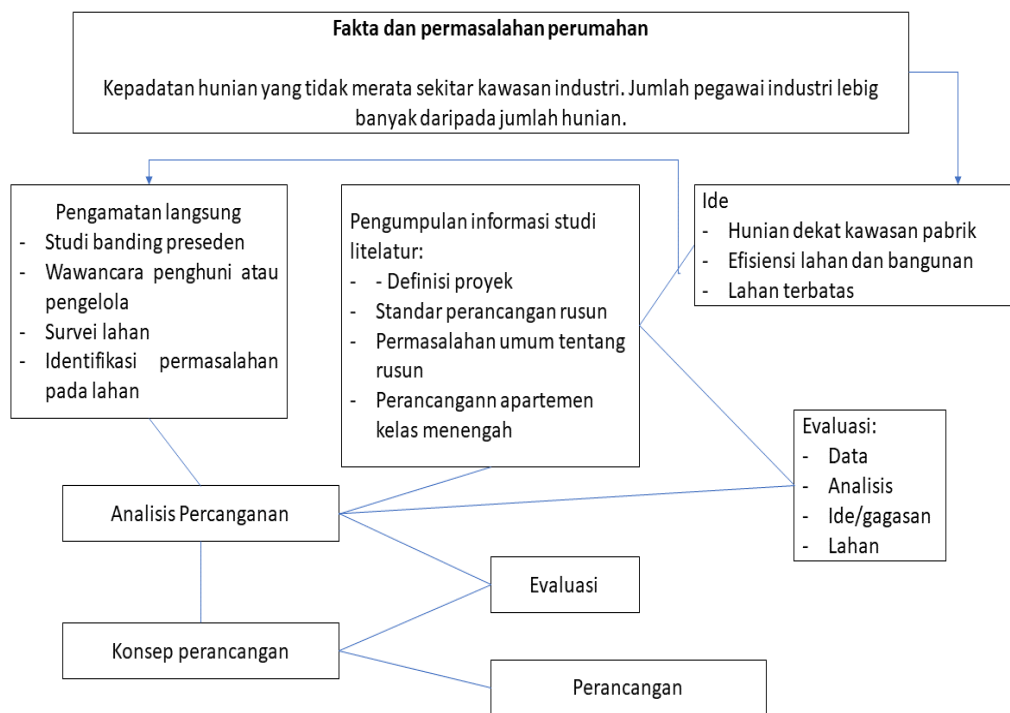 Fakta dan permasalahan perumahan
Kepadatan hunian yang tidak merata sekitar kawasan industri. Jumlah pegawai industri lebig
banyak daripada jumlah hunian.
Pengamatan langsung
- Studi banding preseden
- Wawancara penghuni atau
pengelola
- Survei lahan
- Identifikasi permasalahan
pada lahan
Pengumpulan informasi studi
litelatur:
- - Definisi proyek
- Standar perancangan rusun
- Permasalahan umum tentang
rusun
- Perancangann apartemen
kelas menengah
Ide
- Hunian dekat kawasan pabrik
- Efisiensi lahan dan bangunan
- Lahan terbatas
Evaluasi:
- Data
- Analisis
- Ide/gagasan
- Lahan
Analisis Percanganan
Evaluasi
Konsep perancangan
Perancangan